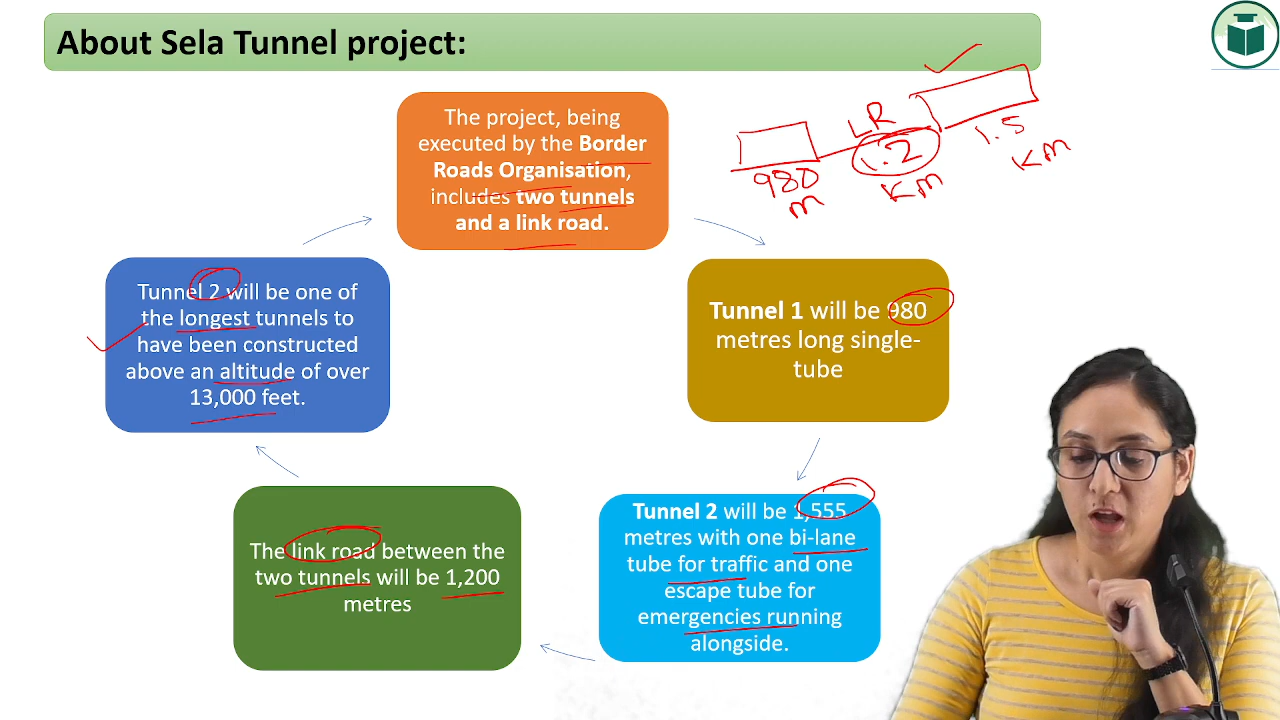 About Sela Tunnel project:
The project, being
executed by the Border
Roads Organisation,
includes two tunnels
and a link road.
980
m
LR
1.2
KM
1.5
KM
Tunnel 1 will be 980
metres long single-
tube
Tunnel 2 will be 1,555
metres with one bi-lane
tube for traffic and one
escape tube for
emergencies running
alongside.
The link road between the
two tunnels will be 1,200
metres
Tunnel 2 will be one of
the longest tunnels to
have been constructed
above an altitude of over
13,000 feet.